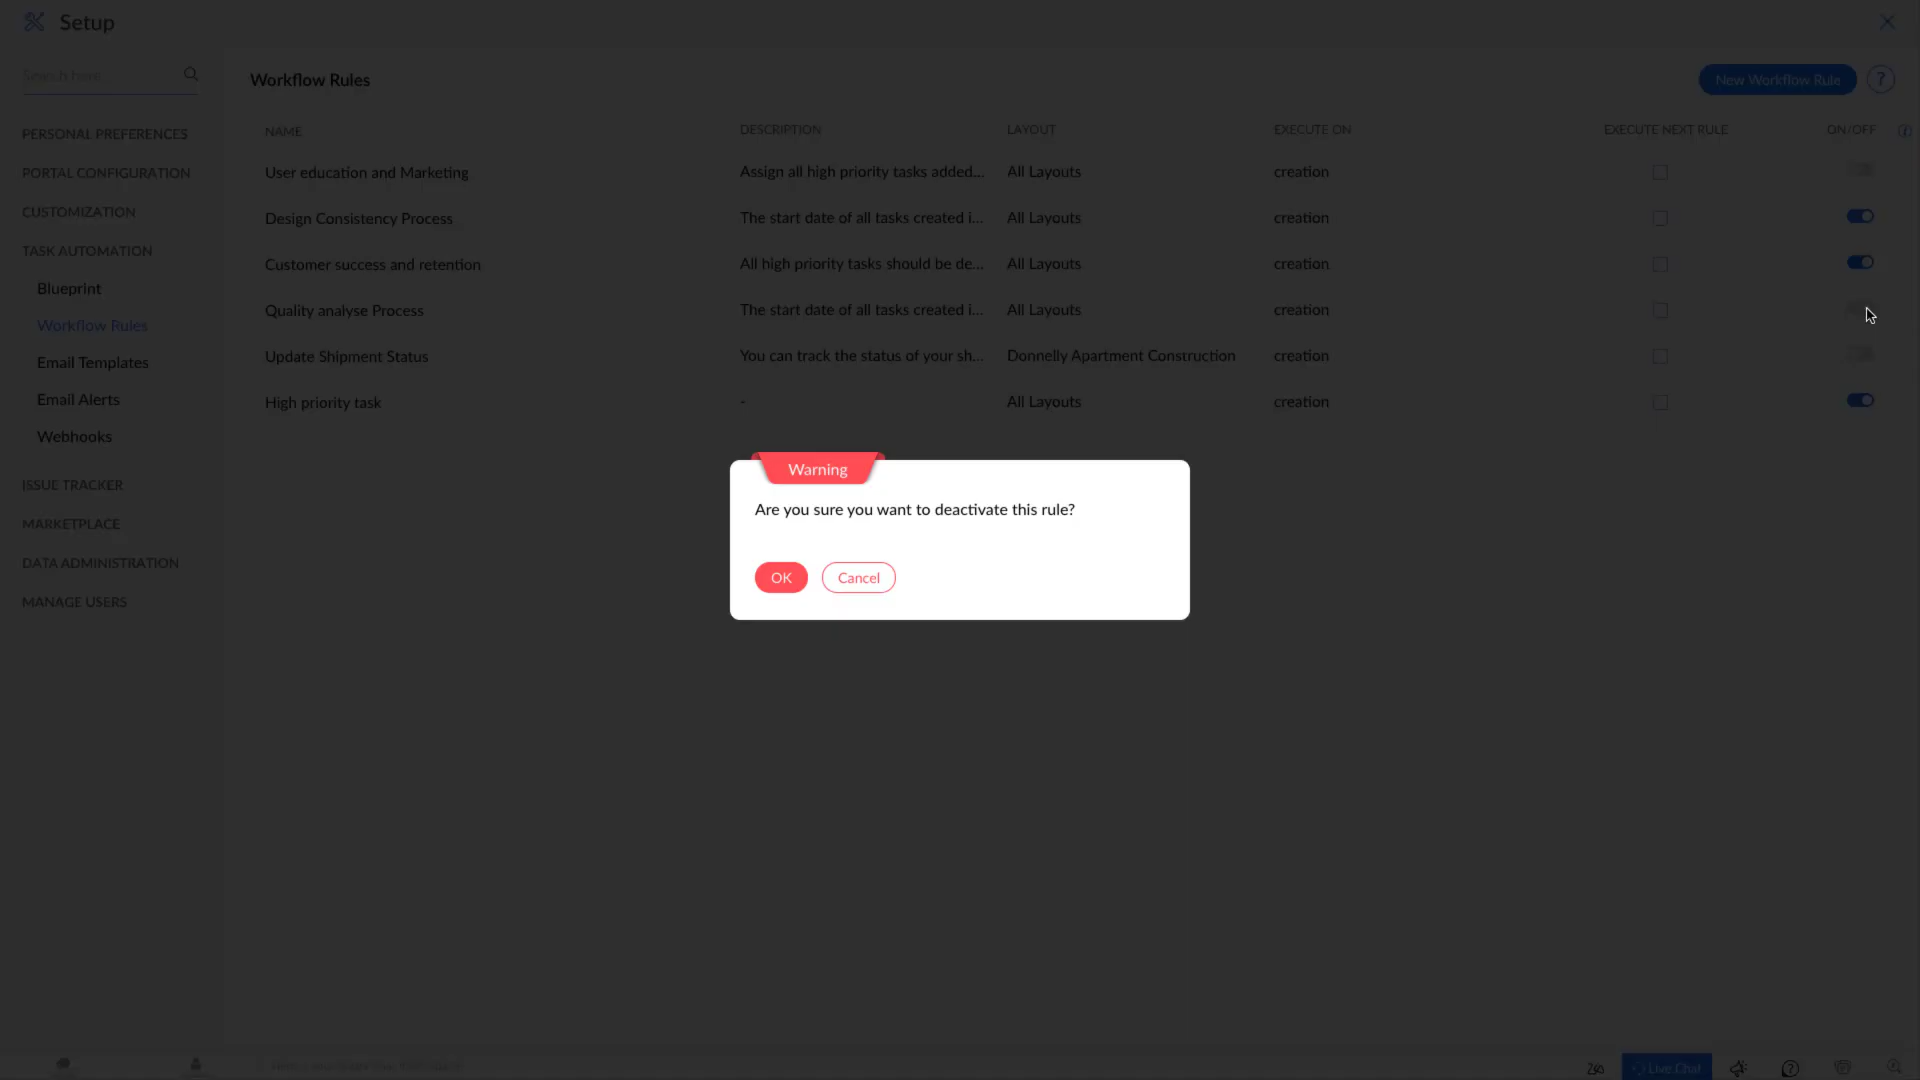 Setup
Search here...
Workflow Rules
New Workflow Rule
?
PERSONAL PREFERENCES
PORTAL CONFIGURATION
CUSTOMIZATION
TASK AUTOMATION
Blueprint
Workflow Rules
Email Templates
Email Alerts
Webhooks
ISSUE TRACKER
MARKETPLACE
DATA ADMINISTRATION
MANAGE USERS
NAME DESCRIPTION LAYOUT EXECUTE ON EXECUTE NEXT RULE ON/OFF
User education and Marketing Assign all high priority tasks added... All Layouts creation
Design Consistency Process The start date of all tasks created i... All Layouts creation
Customer success and retention All high priority tasks should be de... All Layouts creation
Quality analyse Process The start date of all tasks created i... All Layouts creation
Update Shipment Status You can track the status of your sh... Donnelly Apartment Construction creation
High priority task - All Layouts creation
Warning
Are you sure you want to deactivate this rule?
OK Cancel
Live Chat